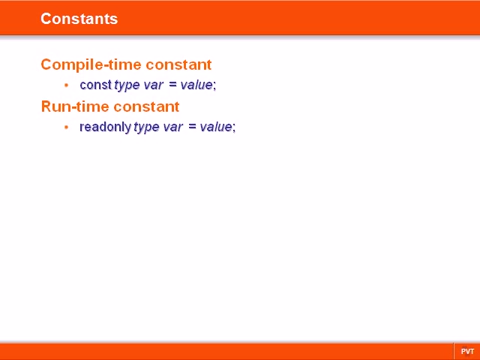 Constants
Compile-time constant
• const type var = value;
Run-time constant
• readonly type var = value;
PVT